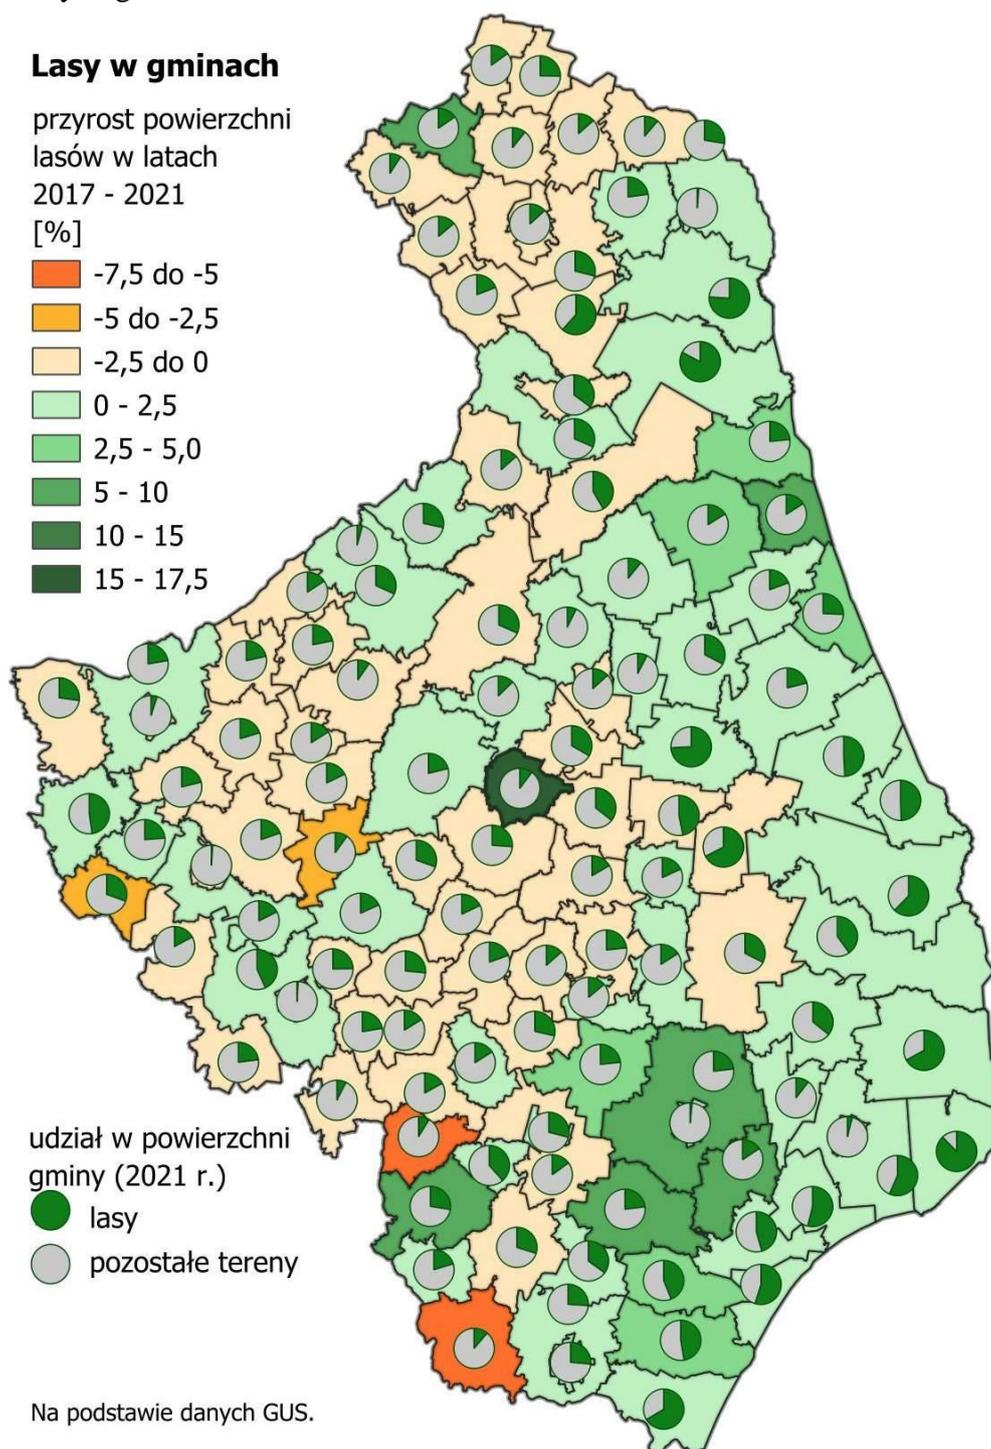 Lasy w gminach
przyrost powierzchni
lasów w latach
2017 - 2021
[%]
-7,5 do -5
-5 do -2,5
-2,5 do 0
0 - 2,5
2,5 - 5,0
5 - 10
10 - 15
15 - 17,5
udział w powierzchni
gminy (2021 r.)
lasy
pozostałe tereny
Na podstawie danych GUS.